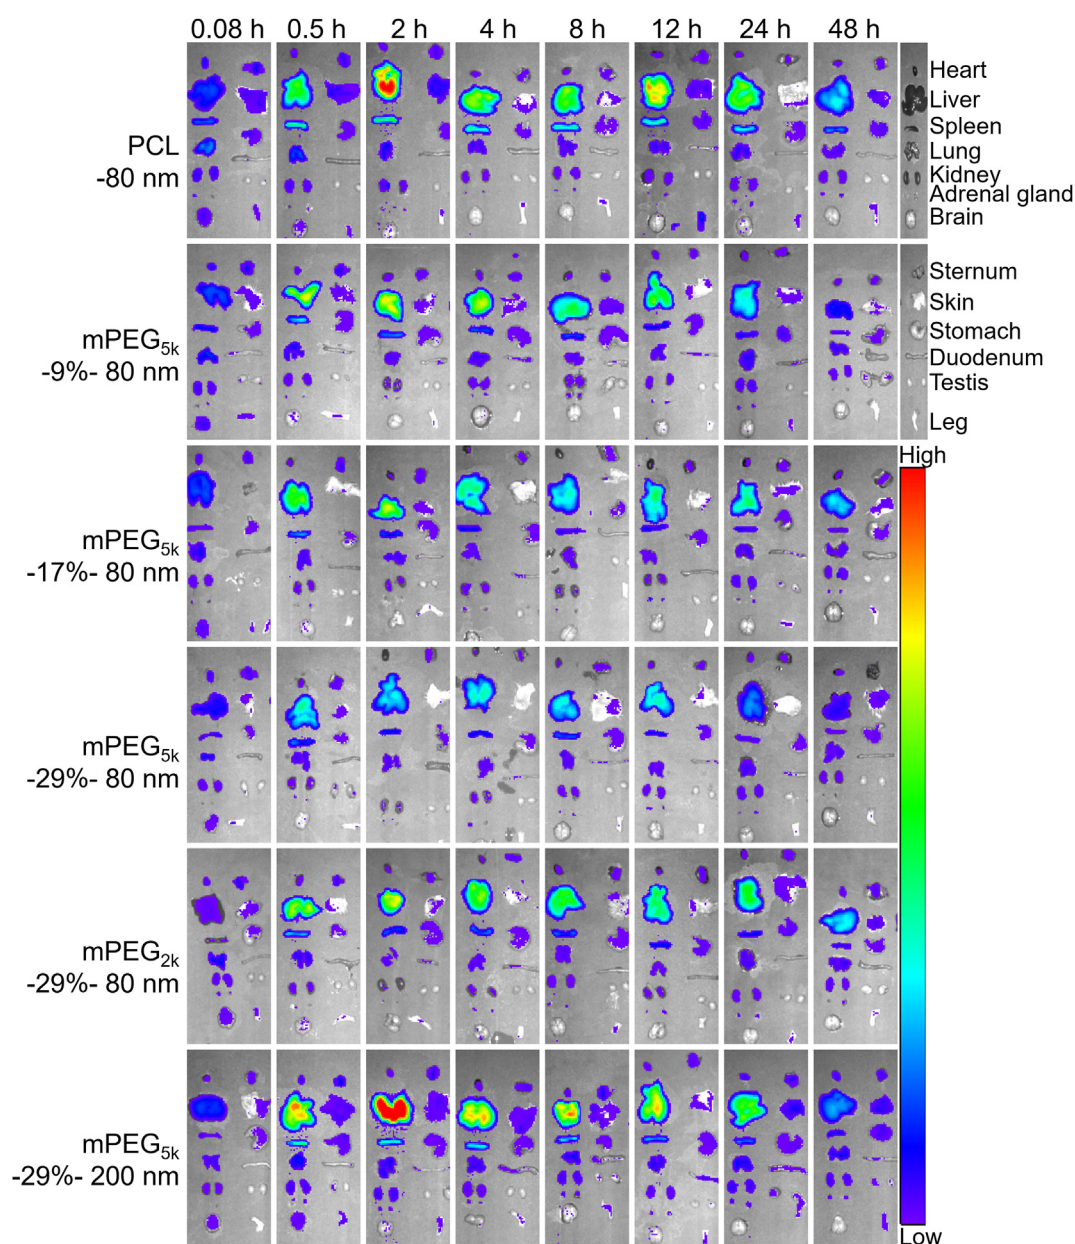 0.08 h 0.5 h 2 h 4 h 8 h 12 h 24 h 48 h
Heart
Liver
Spleen
Lung
Kidney
Adrenal gland
Brain
PCL
-80 nm
Sternum
Skin
Stomach
Duodenum
Testis
Leg
mPEG5k
-9%- 80 nm
High
mPEG5k
-17%- 80 nm
mPEG5k
-29%- 80 nm
mPEG2k
-29%- 80 nm
mPEG5k
-29%- 200 nm
Low